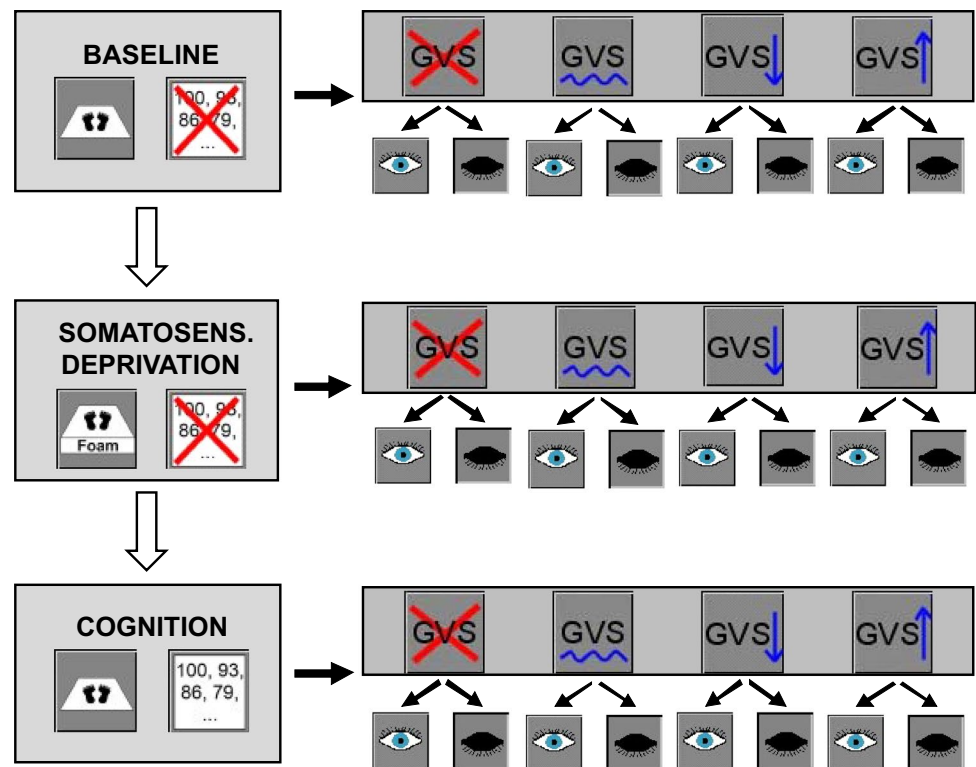 BASELINE
100, 93,
86, 79,
...
GVS
GVS
GVS
GVS
SOMATOSENS.
DEPRIVATION
Foam
100, 93,
86, 79,
...
GVS
GVS
GVS
GVS
COGNITION
100, 93,
86, 79,
...
GVS
GVS
GVS
GVS